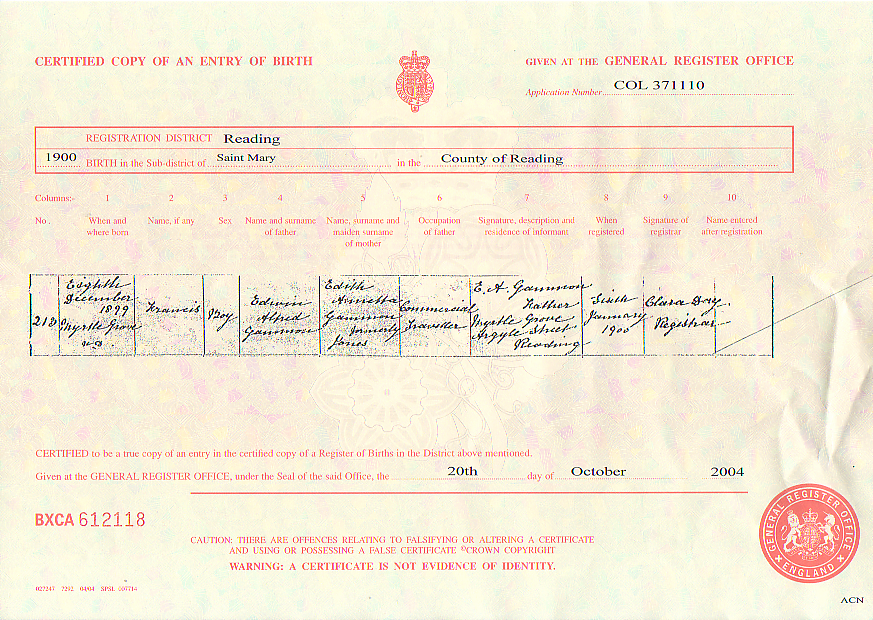 CERTIFIED COPY OF AN ENTRY OF BIRTH
GIVEN AT THE GENERAL REGISTER OFFICE
Application Number COL 371110
REGISTRATION DISTRICT Reading
1900 BIRTH in the Sub-district of Saint Mary in the County of Reading
Columns:- 1 2 3 4 5 6 7 8 9 10
No. When and where born Name, if any Sex Name and surname of father Name, surname and maiden surname of mother Occupation of father Signature, description and residence of informant When registered Signature of registrar Name entered after registration
Eighth
December
1899
Myrtle Grove
Francis
Boy
Edwin
Alfred
Gammon
Edith
Annetta
Gammon
formerly
Jones
Commercial
Traveller
E. A. Gammon
Father
Myrtle Grove
Argyle Street
Reading
Sixth
January
1900
Clara Day
Registrar
CERTIFIED to be a true copy of an entry in the certified copy of a Register of Births in the District above mentioned.
Given at the GENERAL REGISTER OFFICE, under the Seal of the said Office, the 20th day of October 2004
BXCA 612118
CAUTION: THERE ARE OFFENCES RELATING TO FALSIFYING OR ALTERING A CERTIFICATE
AND USING OR POSSESSING A FALSE CERTIFICATE ©CROWN COPYRIGHT
WARNING: A CERTIFICATE IS NOT EVIDENCE OF IDENTITY.
GENERAL REGISTER OFFICE
ENGLAND
04/04 SPSL
ACN